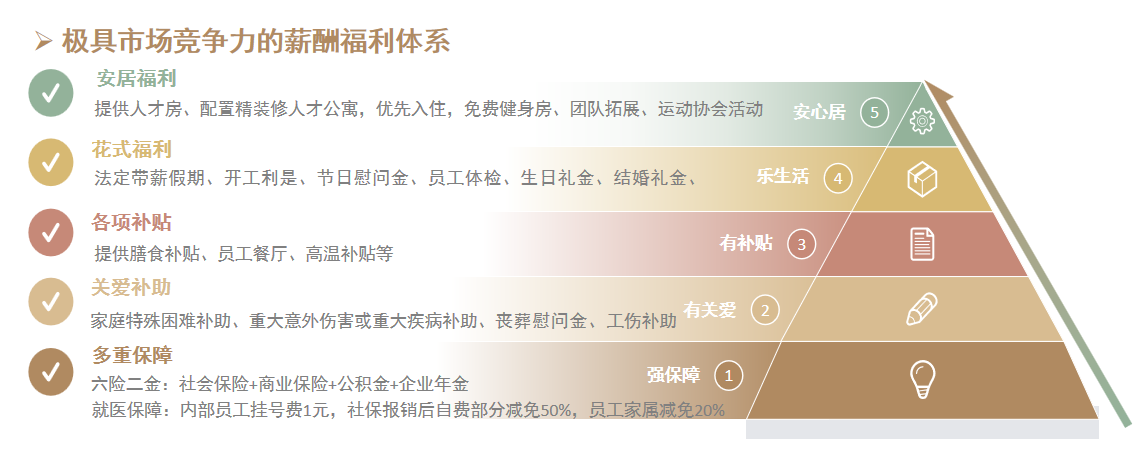 极具市场竞争力的薪酬福利体系
安居福利
提供人才房、配置精装修人才公寓，优先入住，免费健身房、团队拓展、运动协会活动
安心居 5
花式福利
法定带薪假期、开工利是、节日慰问金、员工体检、生日礼金、结婚礼金、
乐生活 4
各项补贴
提供膳食补贴、员工餐厅、高温补贴等
有补贴 3
关爱补助
家庭特殊困难补助、重大意外伤害或重大疾病补助、丧葬慰问金、工伤补助
有关爱 2
多重保障
六险二金：社会保险+商业保险+公积金+企业年金
强保障 1
就医保障：内部员工挂号费1元，社保报销后自费部分减免50%，员工家属减免20%